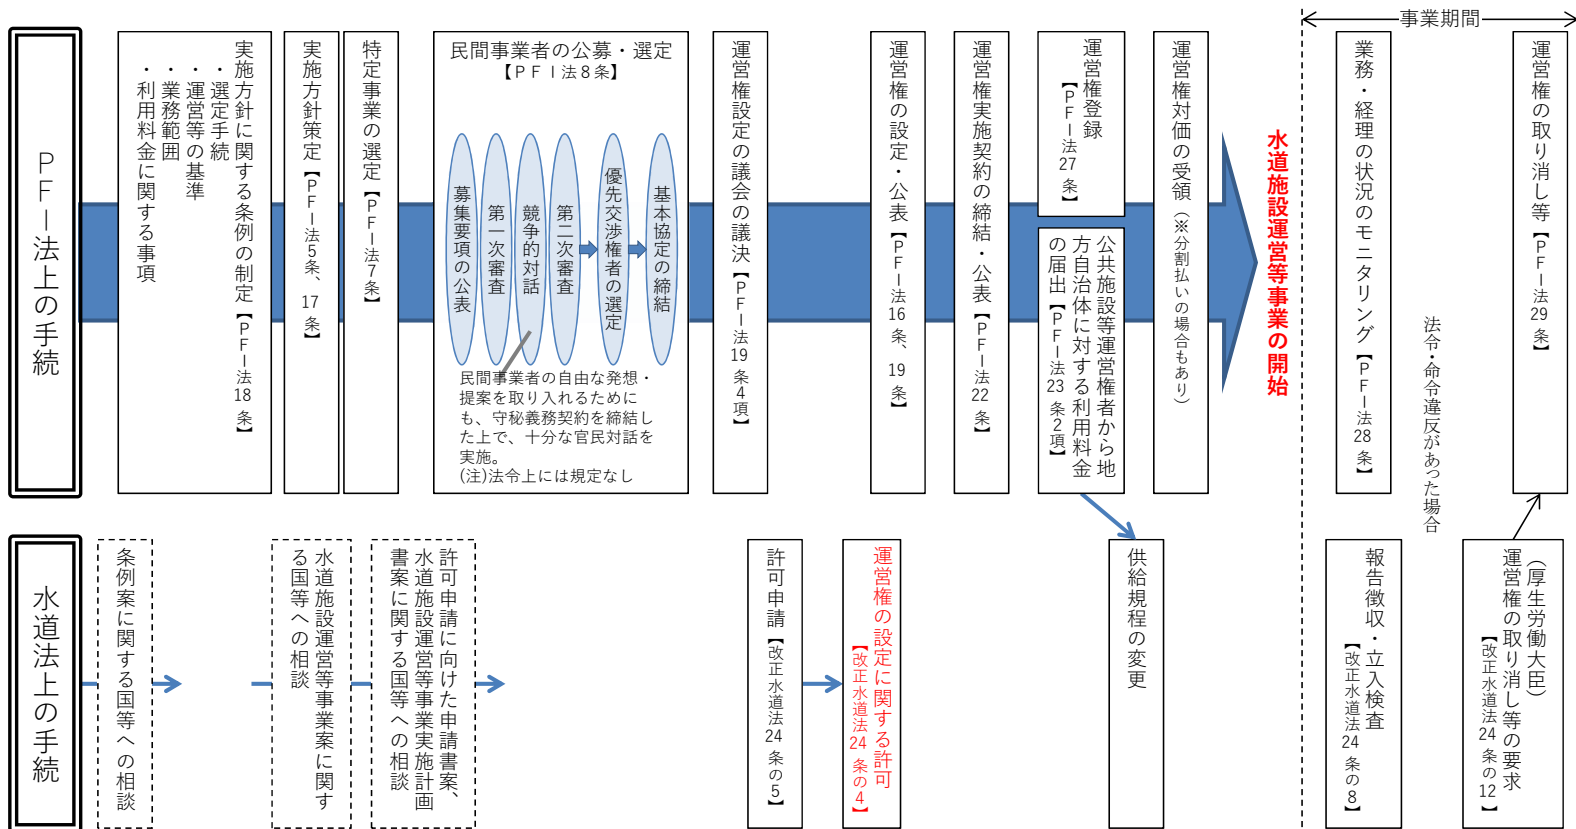 事業期間
PFI法上の手続
実施方針に関する条例の制定【PFI法18条】
・選定手続
・運営等の基準
・業務範囲
・利用料金に関する事項
実施方針策定【PFI法5条、17条】
特定事業の選定【PFI法7条】
民間事業者の公募・選定
【PFI法8条】
募集要項の公表
第一次審査
競争的対話
第二次審査
優先交渉権者の選定
基本協定の締結
民間事業者の自由な発想・
提案を取り入れるために
も、守秘義務契約を締結し
た上で、十分な官民対話を
実施。
(注)法令上には規定なし
運営権設定の議会の議決【PFI法19条4項】
運営権の設定・公表【PFI法16条、19条】
運営権実施契約の締結・公表【PFI法22条】
運営権登録
【PFI法27条】
公共施設等運営権者から地
方自治体に対する利用料金
の届出【PFI法23条2項】
運営権対価の受領(※分割払いの場合もあり)
水道施設運営等事業の開始
業務・経理の状況のモニタリング【PFI法28条】
法令・命令違反があった場合
運営権の取り消し等【PFI法29条】
水道法上の手続
条例案に関する国等への相談
水道施設運営等事業案に関す
る国等への相談
許可申請に向けた申請書案、
水道施設運営等事業実施計画
書案に関する国等への相談
許可申請【改正水道法24条の5】
運営権の設定に関する許可
【改正水道法24条の4】
供給規程の変更
報告徴収・立入検査
【改正水道法24条の8】
(厚生労働大臣)
運営権の取り消し等の要求
【改正水道法24条の12】